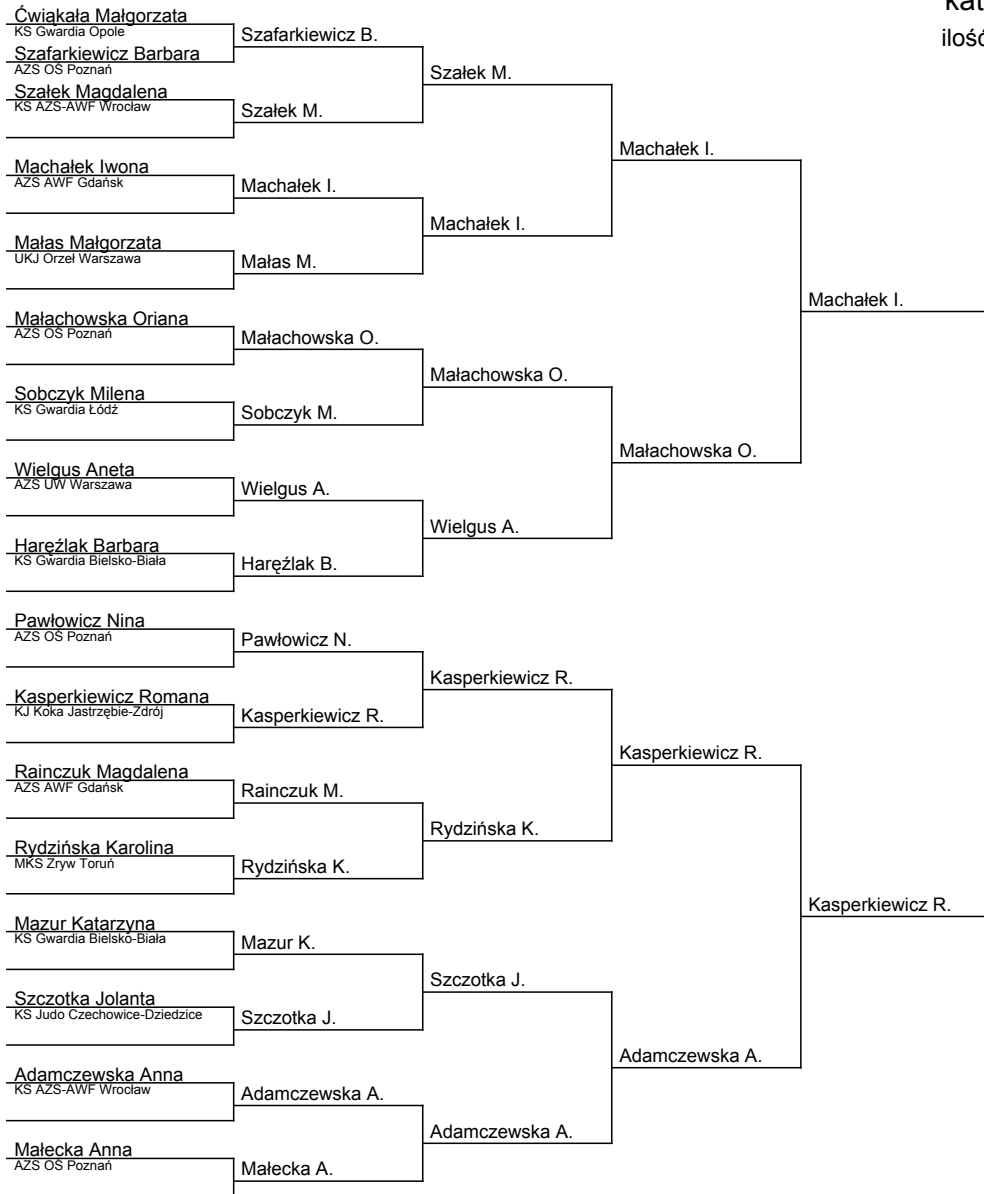 Ćwiąkała Małgorzata
KS Gwardia Opole
Szafarkiewicz Barbara
AZS OŚ Poznań
Szałek Magdalena
KS AZS-AWF Wrocław
Machałek Iwona
AZS AWF Gdańsk
Małas Małgorzata
UKJ Orzeł Warszawa
Małachowska Oriana
AZS OŚ Poznań
Sobczyk Milena
KS Gwardia Łódź
Wielgus Aneta
AZS UW Warszawa
Haręźlak Barbara
KS Gwardia Bielsko-Biała
Pawłowicz Nina
AZS OŚ Poznań
Kasperkiewicz Romana
KJ Koka Jastrzębie-Zdrój
Rainczuk Magdalena
AZS AWF Gdańsk
Rydzińska Karolina
MKS Zryw Toruń
Mazur Katarzyna
KS Gwardia Bielsko-Biała
Szczotka Jolanta
KS Judo Czechowice-Dziedzice
Adamczewska Anna
KS AZS-AWF Wrocław
Małecka Anna
AZS OŚ Poznań
Szafarkiewicz B.
Szałek M.
Machałek I.
Małas M.
Małachowska O.
Sobczyk M.
Wielgus A.
Haręźlak B.
Pawłowicz N.
Kasperkiewicz R.
Rainczuk M.
Rydzińska K.
Mazur K.
Szczotka J.
Adamczewska A.
Małecka A.
Szałek M.
Machałek I.
Małachowska O.
Wielgus A.
Kasperkiewicz R.
Rydzińska K.
Szczotka J.
Adamczewska A.
Machałek I.
Małachowska O.
Kasperkiewicz R.
Adamczewska A.
Machałek I.
Kasperkiewicz R.
kat
ilość